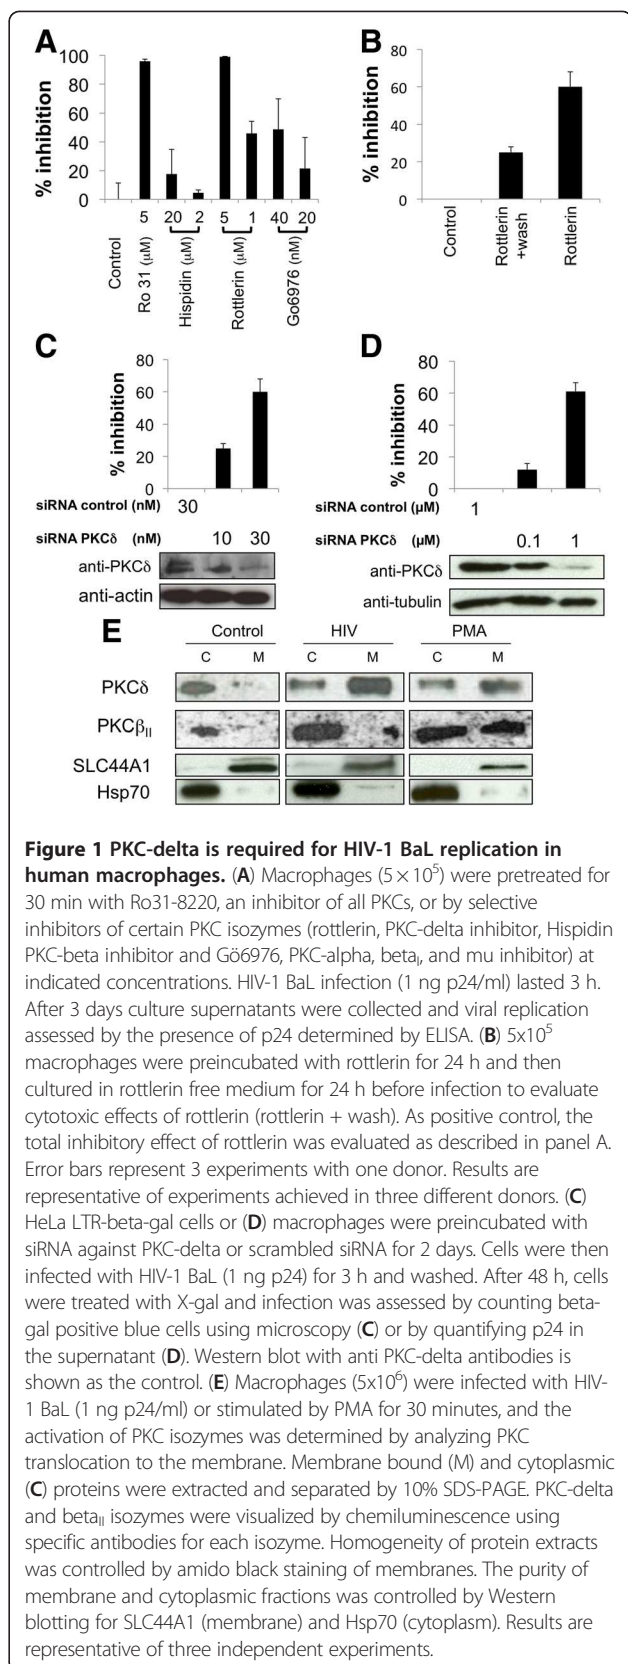 A
B
100
80
60
40
20
0
% inhibition
5 20 2 5 1 40 20
Control
Ro 31 (μM)
Hispidin (μM)
Rottlerin (μM)
Go6976 (nM)
80
60
40
20
0
% inhibition
Control
Rottlerin
+wash
Rottlerin
C
D
80
60
40
20
0
% inhibition
siRNA control (nM) 30
siRNA PKCδ (nM) 10 30
anti-PKCδ
anti-actin
80
60
40
20
0
% inhibition
siRNA control (μM) 1
siRNA PKCδ (μM) 0.1 1
anti-PKCδ
anti-tubulin
E
Control HIV PMA
C M C M C M
PKCδ
PKCβII
SLC44A1
Hsp70
Figure 1 PKC-delta is required for HIV-1 BaL replication in
human macrophages. (A) Macrophages (5 × 10⁵) were pretreated for
30 min with Ro31-8220, an inhibitor of all PKCs, or by selective
inhibitors of certain PKC isozymes (rottlerin, PKC-delta inhibitor, Hispidin
PKC-beta inhibitor and Gö6976, PKC-alpha, betaI, and mu inhibitor) at
indicated concentrations. HIV-1 BaL infection (1 ng p24/ml) lasted 3 h.
After 3 days culture supernatants were collected and viral replication
assessed by the presence of p24 determined by ELISA. (B) 5x10⁵
macrophages were preincubated with rottlerin for 24 h and then
cultured in rottlerin free medium for 24 h before infection to evaluate
cytotoxic effects of rottlerin (rottlerin + wash). As positive control, the
total inhibitory effect of rottlerin was evaluated as described in panel A.
Error bars represent 3 experiments with one donor. Results are
representative of experiments achieved in three different donors. (C)
HeLa LTR-beta-gal cells or (D) macrophages were preincubated with
siRNA against PKC-delta or scrambled siRNA for 2 days. Cells were then
infected with HIV-1 BaL (1 ng p24) for 3 h and washed. After 48 h, cells
were treated with X-gal and infection was assessed by counting beta-
gal positive blue cells using microscopy (C) or by quantifying p24 in
the supernatant (D). Western blot with anti PKC-delta antibodies is
shown as the control. (E) Macrophages (5x10⁶) were infected with HIV-
1 BaL (1 ng p24/ml) or stimulated by PMA for 30 minutes, and the
activation of PKC isozymes was determined by analyzing PKC
translocation to the membrane. Membrane bound (M) and cytoplasmic
(C) proteins were extracted and separated by 10% SDS-PAGE. PKC-delta
and betaII isozymes were visualized by chemiluminescence using
specific antibodies for each isozyme. Homogeneity of protein extracts
was controlled by amido black staining of membranes. The purity of
membrane and cytoplasmic fractions was controlled by Western
blotting for SLC44A1 (membrane) and Hsp70 (cytoplasm). Results are
representative of three independent experiments.